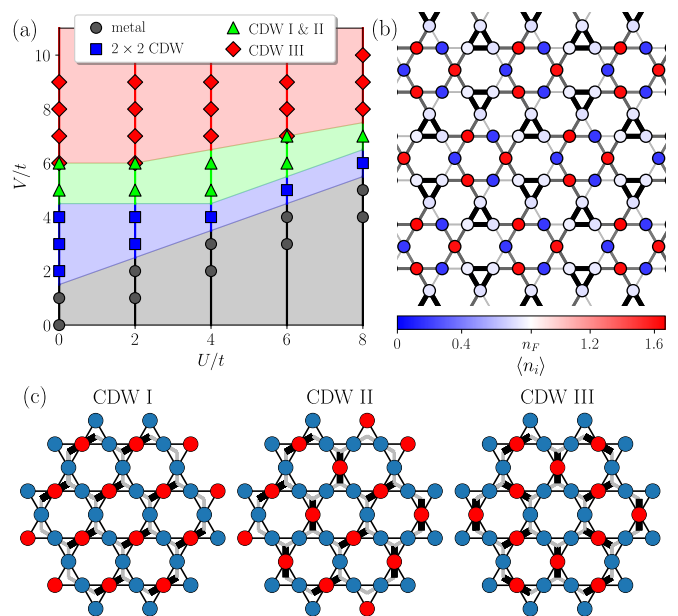 (a)
metal
2 × 2 CDW
CDW I & II
CDW III
V/t
10
8
6
4
2
0
0 2 4 6 8
U/t
(b)
0 0.4 n_F 1.2 1.6
⟨n_i⟩
(c)
CDW I CDW II CDW III